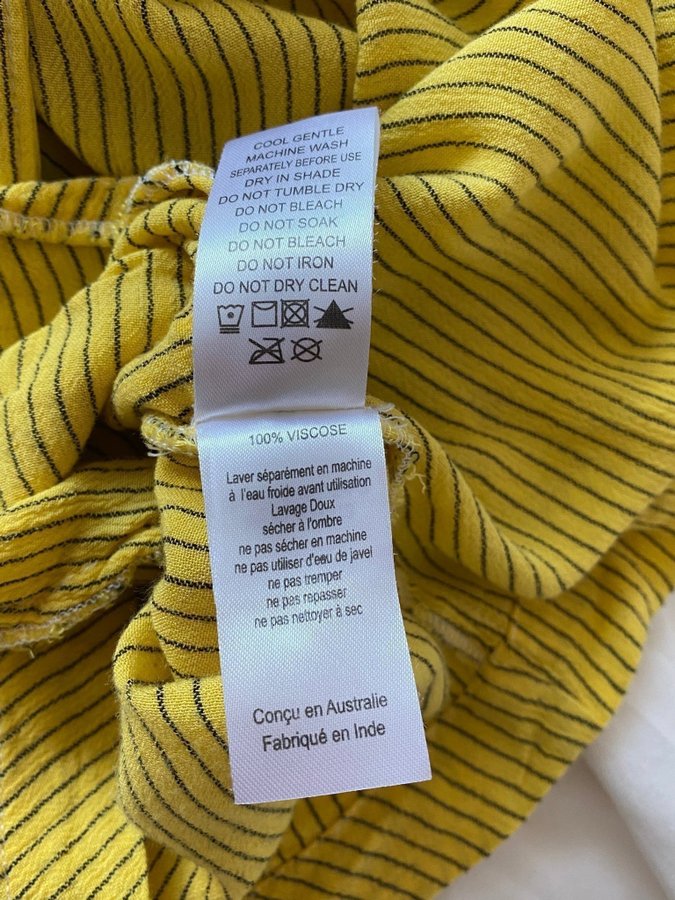 COOL GENTLE
MACHINE WASH
SEPARATELY BEFORE USE
DRY IN SHADE
DO NOT TUMBLE DRY
DO NOT BLEACH
DO NOT SOAK
DO NOT BLEACH
DO NOT IRON
DO NOT DRY CLEAN
100% VISCOSE
Laver séparément en machine
à l'eau froide avant utilisation
Lavage Doux
sécher à l'ombre
ne pas sécher en machine
ne pas utiliser d'eau de javel
ne pas tremper
ne pas repasser
ne pas nettoyer à sec
Conçu en Australie
Fabriqué en Inde